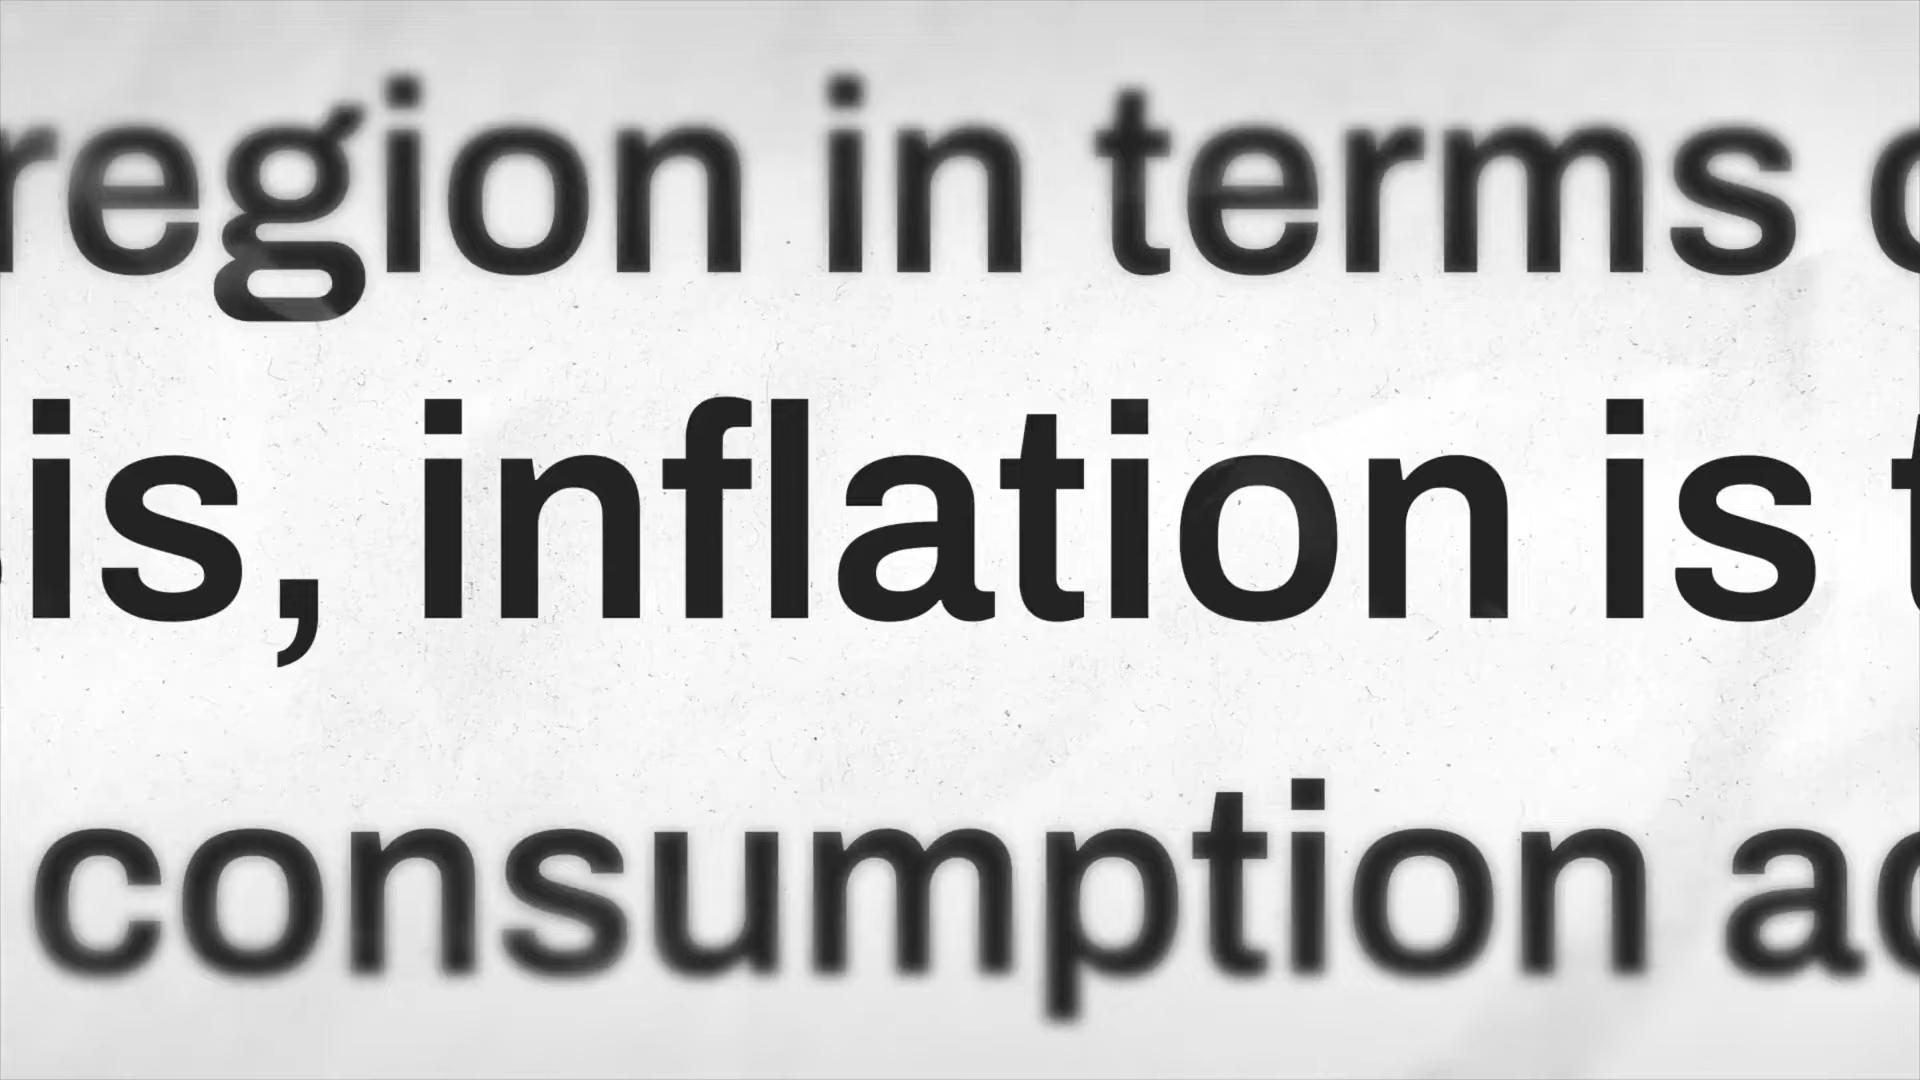 region in terms
is, inflation is
consumption